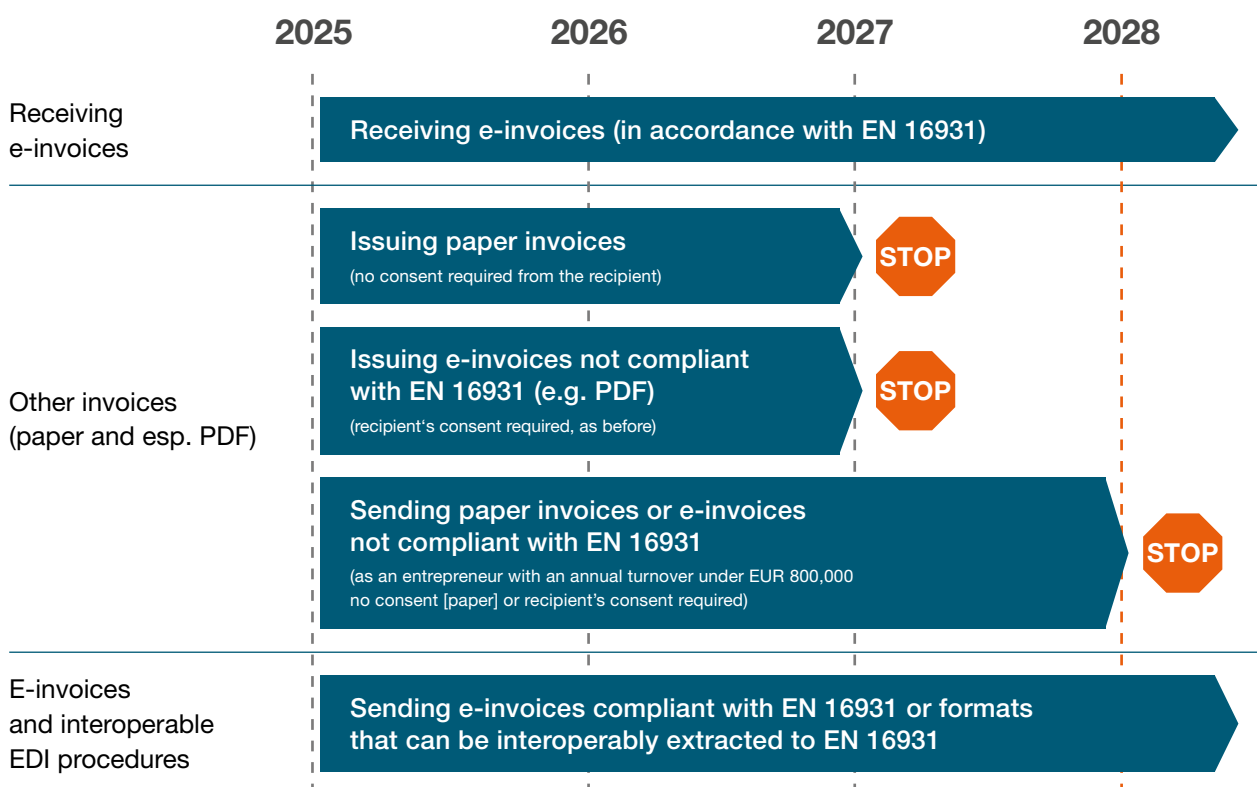 2025 2026 2027 2028
Receiving
e-invoices
Receiving e-invoices (in accordance with EN 16931)
Other invoices
(paper and esp. PDF)
Issuing paper invoices
(no consent required from the recipient)
STOP
Issuing e-invoices not compliant
with EN 16931 (e.g. PDF)
(recipient‘s consent required, as before)
STOP
Sending paper invoices or e-invoices
not compliant with EN 16931
(as an entrepreneur with an annual turnover under EUR 800,000
no consent [paper] or recipient’s consent required)
STOP
E-invoices
and interoperable
EDI procedures
Sending e-invoices compliant with EN 16931 or formats
that can be interoperably extracted to EN 16931